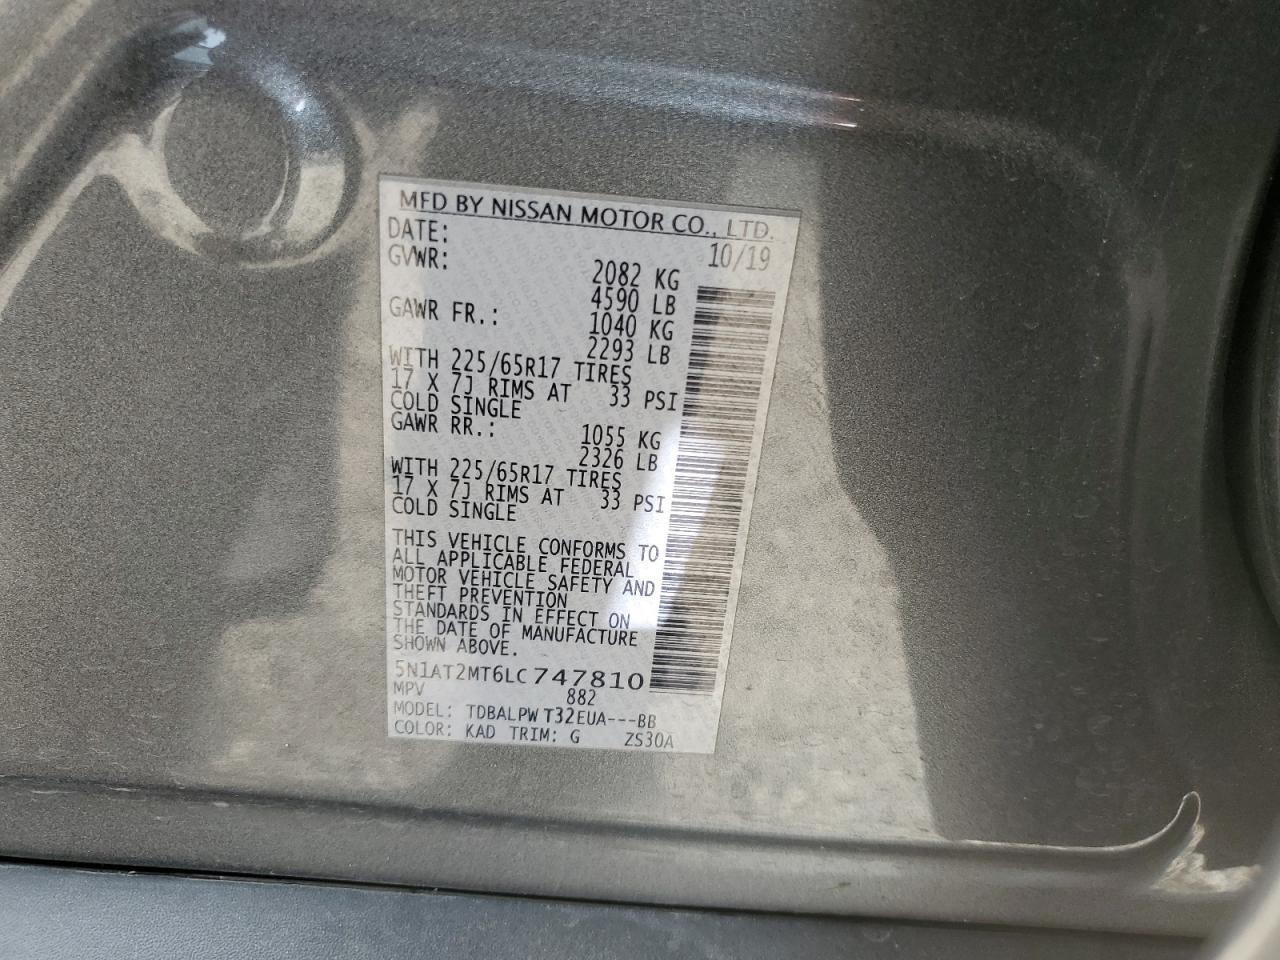 MFD BY NISSAN MOTOR CO., LTD.
DATE: 10/19
GVWR: 2082 KG
4590 LB
GAWR FR.: 1040 KG
2293 LB
WITH 225/65R17 TIRES
17 X 7J RIMS AT 33 PSI
COLD SINGLE
GAWR RR.: 1055 KG
2326 LB
WITH 225/65R17 TIRES
17 X 7J RIMS AT 33 PSI
COLD SINGLE
THIS VEHICLE CONFORMS TO
ALL APPLICABLE FEDERAL
MOTOR VEHICLE SAFETY AND
THEFT PREVENTION
STANDARDS IN EFFECT ON
THE DATE OF MANUFACTURE
SHOWN ABOVE.
5N1AT2MT6LC747810
MPV 882
MODEL: TDBALPW T32EUA---BB
COLOR: KAD TRIM: G ZS30A